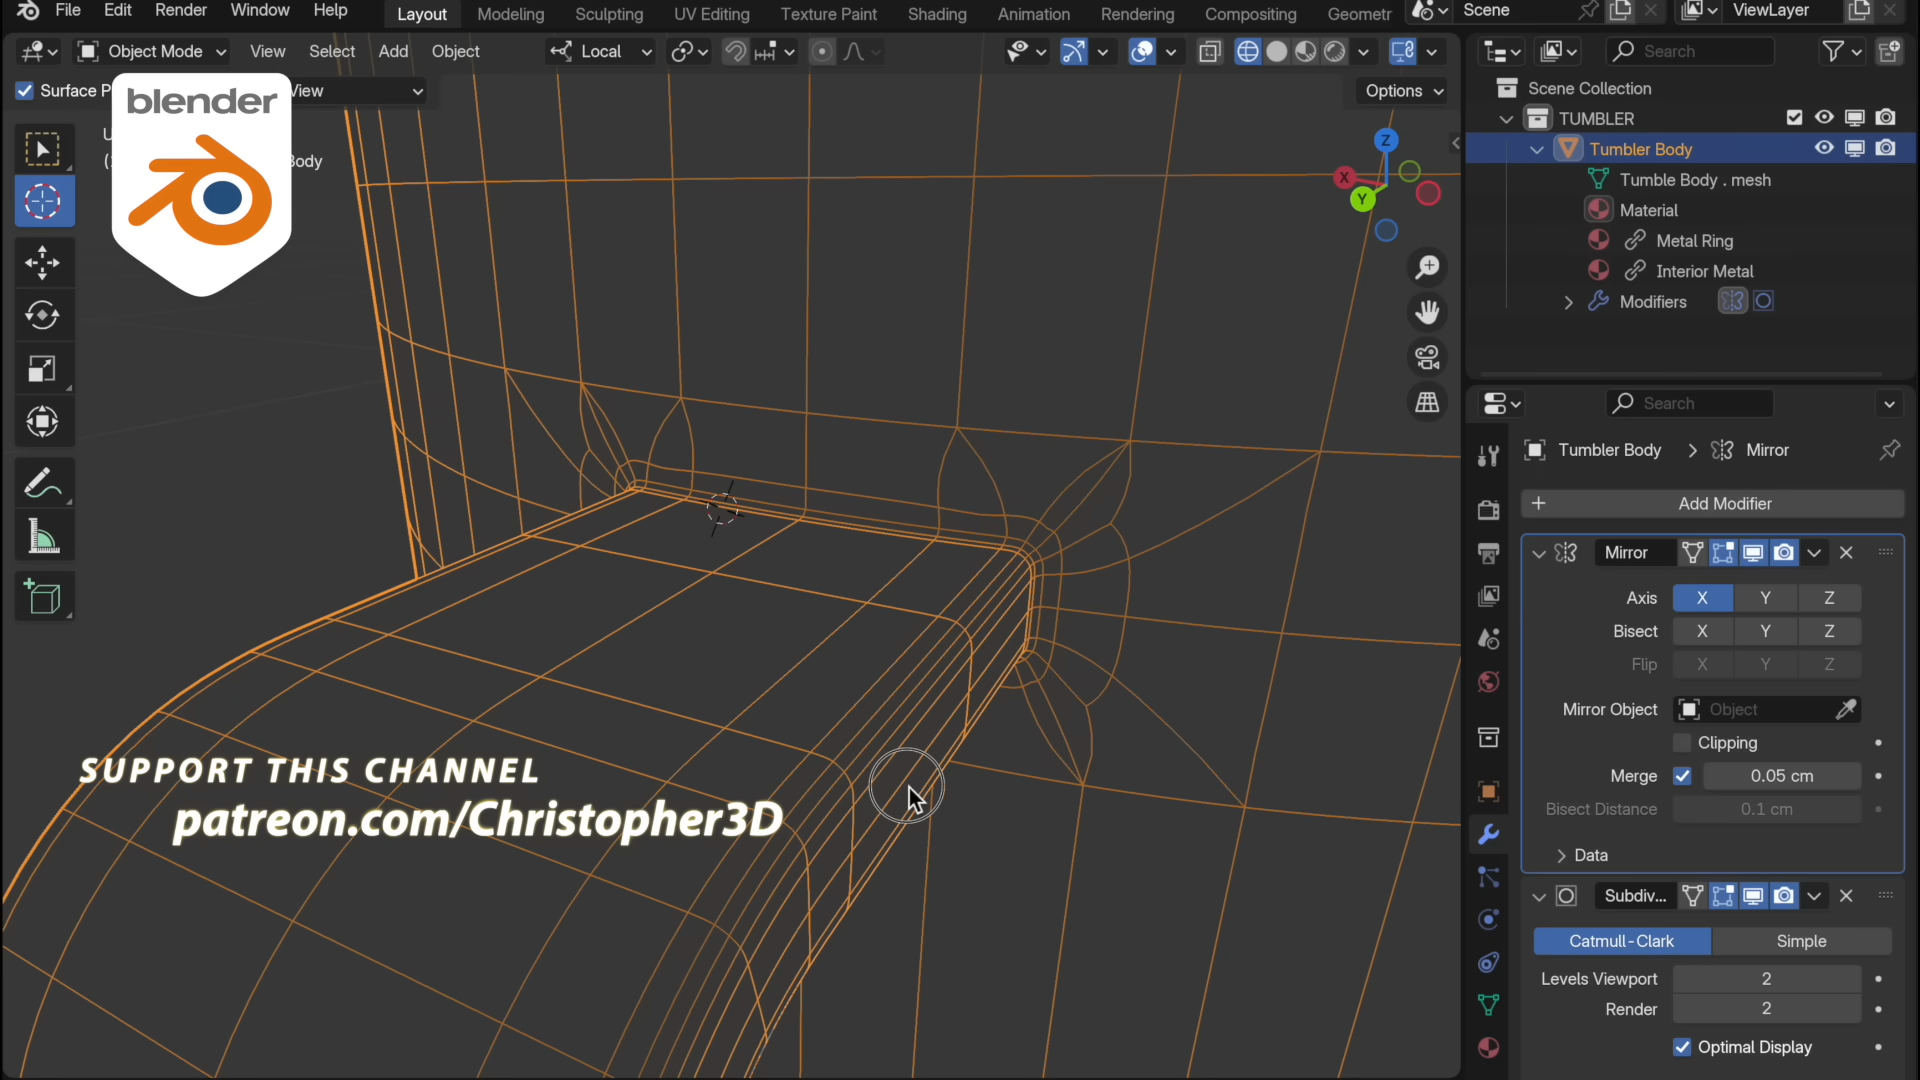 File Edit Render Window Help
Layout Modeling Sculpting UV Editing Texture Paint Shading Animation Rendering Compositing Geometr
Scene
ViewLayer
Object Mode View Select Add Object
Local
Search
Surface P
View
Options
blender
U
(
Body
Z
X
Y
Scene Collection
TUMBLER
Tumbler Body
Tumble Body . mesh
Material
Metal Ring
Interior Metal
Modifiers
Search
Tumbler Body > Mirror
+ Add Modifier
Mirror
Axis X Y Z
Bisect X Y Z
Flip X Y Z
Mirror Object Object
Clipping
Merge 0.05 cm
Bisect Distance 0.1 cm
Data
Subdiv...
Catmull-Clark Simple
Levels Viewport 2
Render 2
Optimal Display
SUPPORT THIS CHANNEL
patreon.com/Christopher3D